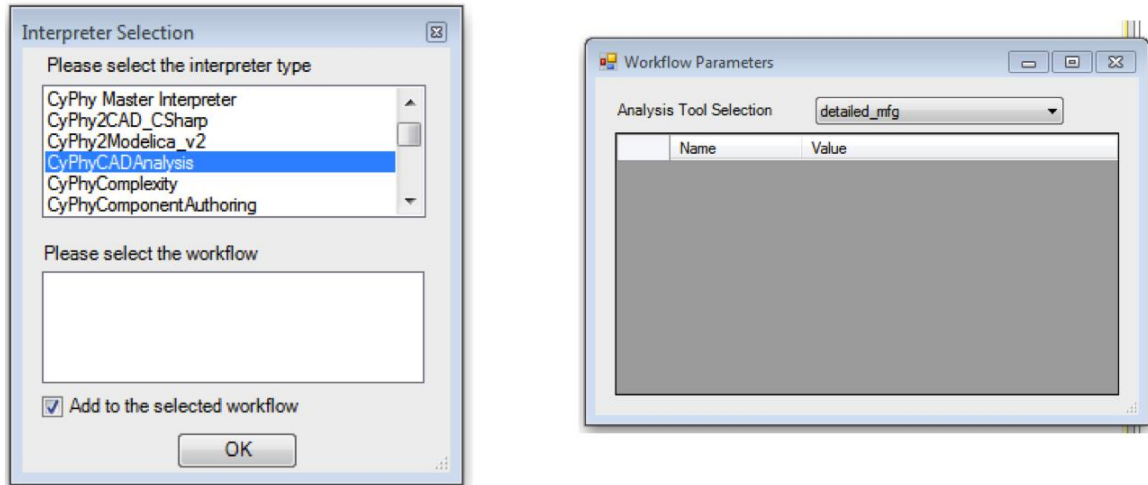 Interpreter Selection
Please select the interpreter type
CyPhy Master Interpreter
CyPhy2CAD_CSharp
CyPhy2Modelica_v2
CyPhyCADAnalysis
CyPhyComplexity
CyPhyComponentAuthoring
Please select the workflow
Add to the selected workflow
OK
Workflow Parameters
Analysis Tool Selection detailed_mfg
Name Value